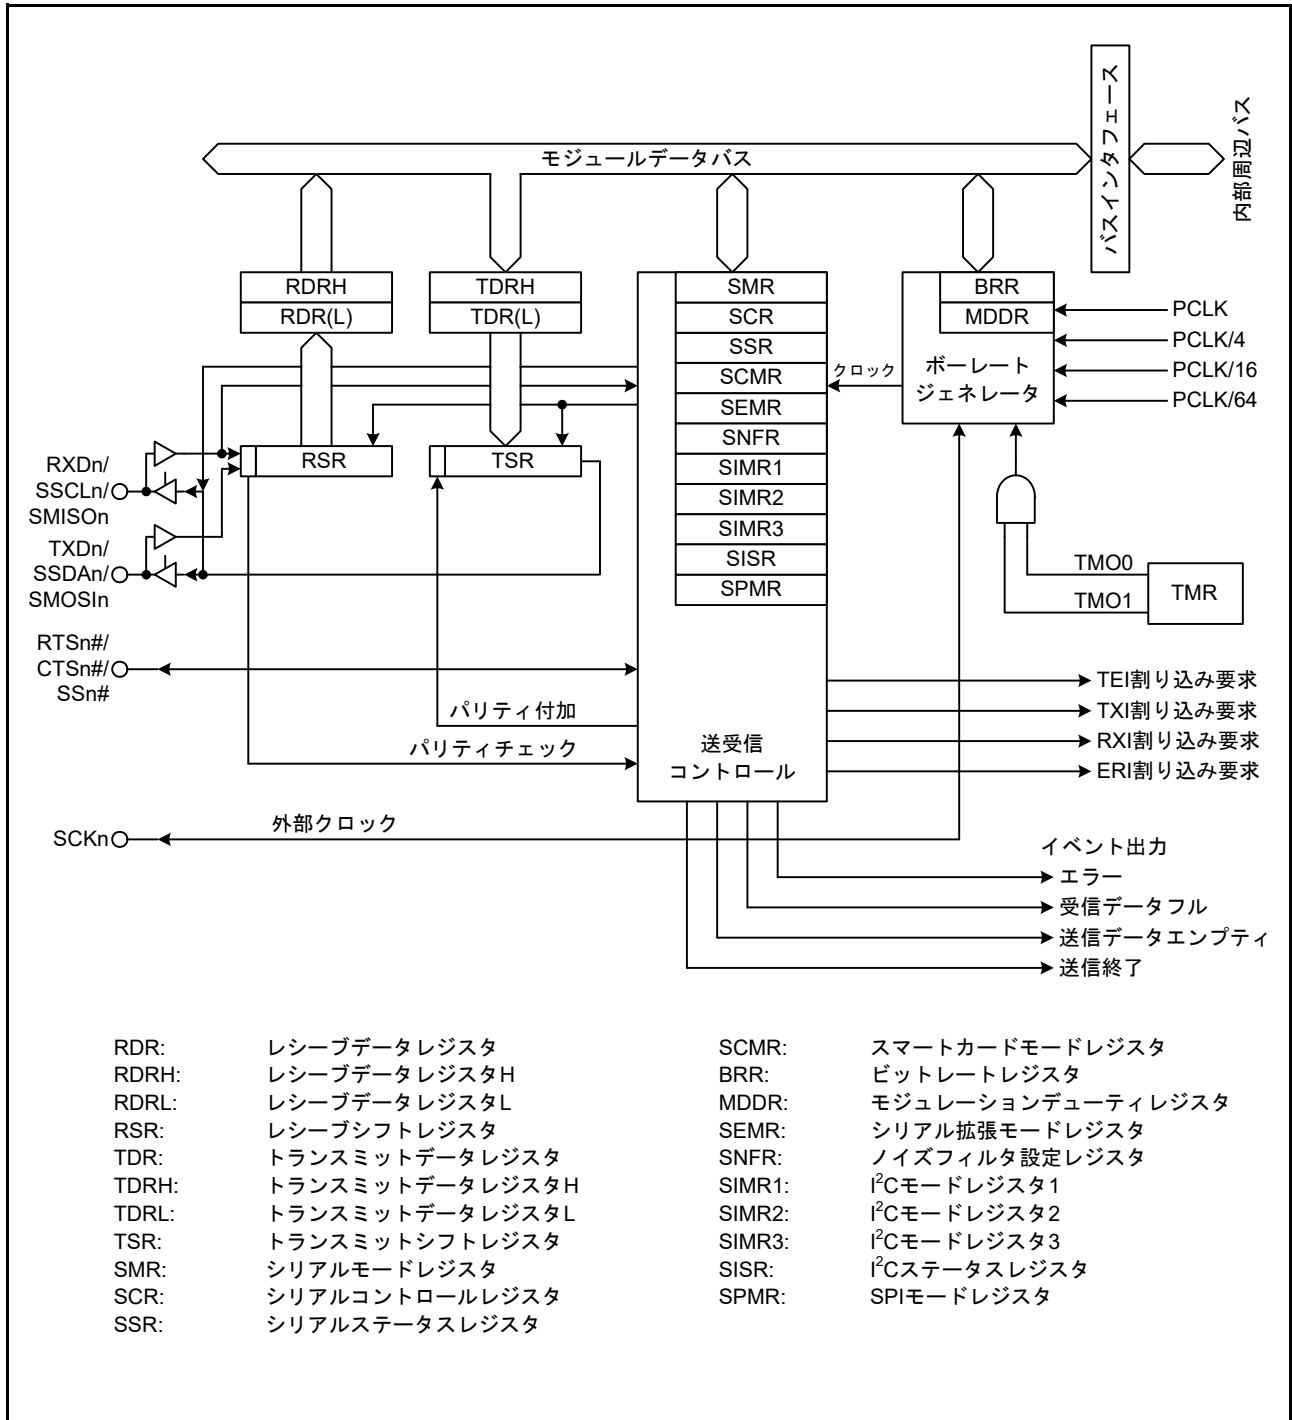 モジュールデータバス
バスインタフェース
内部周辺バス
RDRH
RDR(L)
TDRH
TDR(L)
SMR
SCR
SSR
SCMR
SEMR
SNFR
SIMR1
SIMR2
SIMR3
SISR
SPMR
送受信
コントロール
BRR
MDDR
ボーレート
ジェネレータ
クロック
PCLK
PCLK/4
PCLK/16
PCLK/64
RSR
TSR
RXDn/
SSCLn/
SMISOn
TXDn/
SSDAn/
SMOSIn
RTSn#/
CTSn#/
SSn#
TMO0
TMO1
TMR
パリティ付加
パリティチェック
TEI割り込み要求
TXI割り込み要求
RXI割り込み要求
ERI割り込み要求
SCKn
外部クロック
イベント出力
エラー
受信データフル
送信データエンプティ
送信終了
RDR: レシーブデータレジスタ
RDRH: レシーブデータレジスタH
RDRL: レシーブデータレジスタL
RSR: レシーブシフトレジスタ
TDR: トランスミットデータレジスタ
TDRH: トランスミットデータレジスタH
TDRL: トランスミットデータレジスタL
TSR: トランスミットシフトレジスタ
SMR: シリアルモードレジスタ
SCR: シリアルコントロールレジスタ
SSR: シリアルステータスレジスタ
SCMR: スマートカードモードレジスタ
BRR: ビットレートレジスタ
MDDR: モジュレーションデューティレジスタ
SEMR: シリアル拡張モードレジスタ
SNFR: ノイズフィルタ設定レジスタ
SIMR1: I²Cモードレジスタ1
SIMR2: I²Cモードレジスタ2
SIMR3: I²Cモードレジスタ3
SISR: I²Cステータスレジスタ
SPMR: SPIモードレジスタ